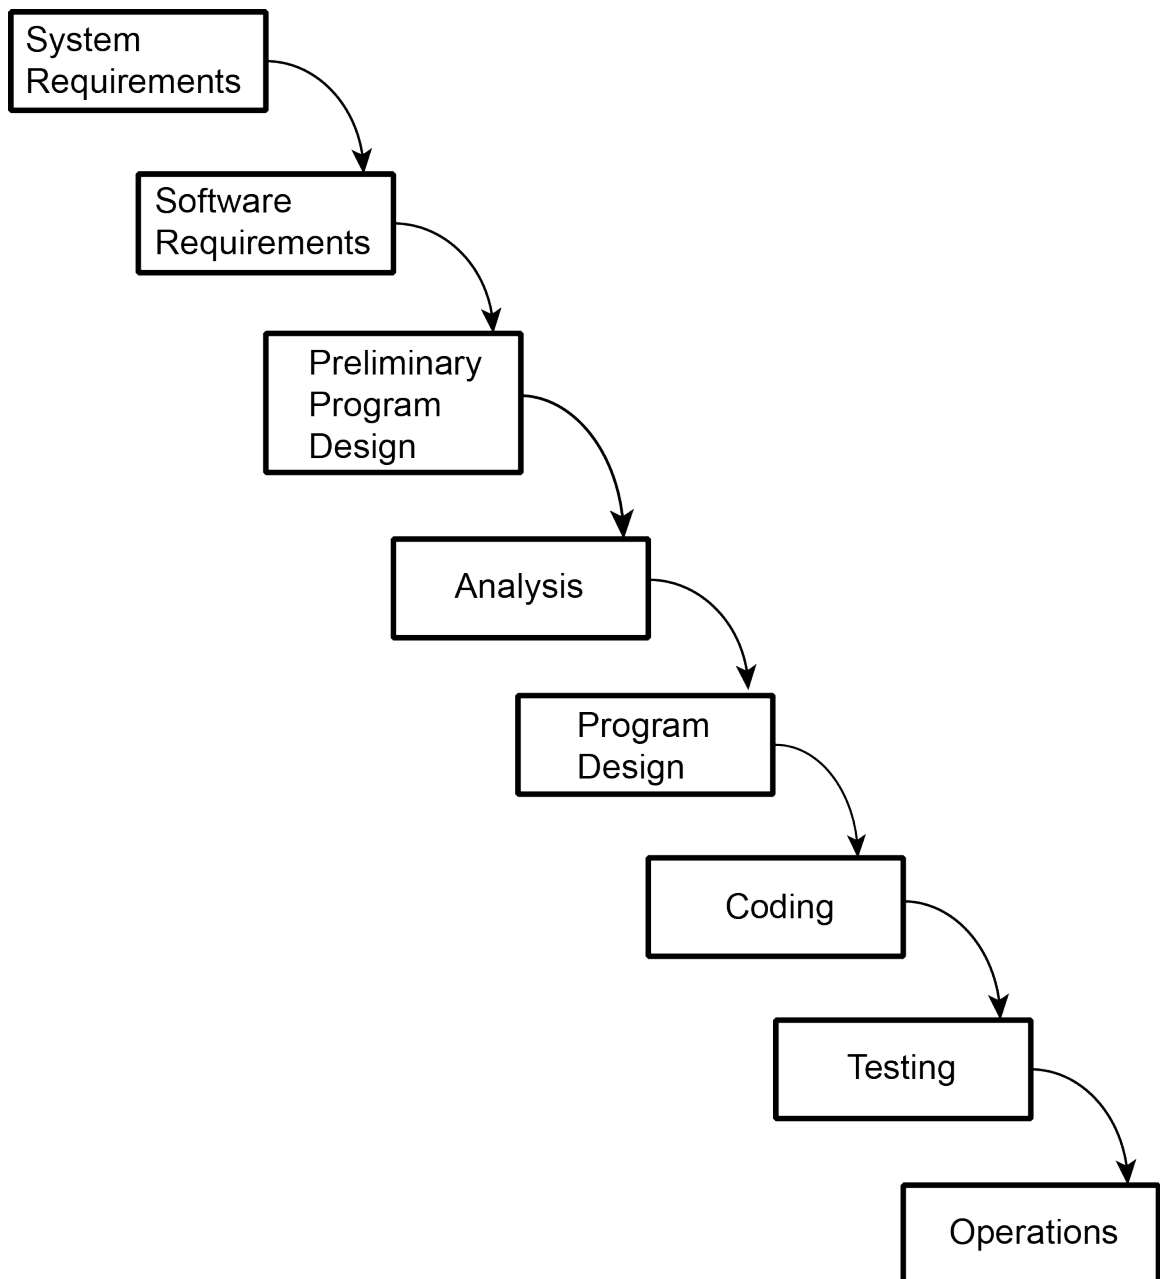 System
Requirements
Software
Requirements
Preliminary
Program
Design
Analysis
Program
Design
Coding
Testing
Operations